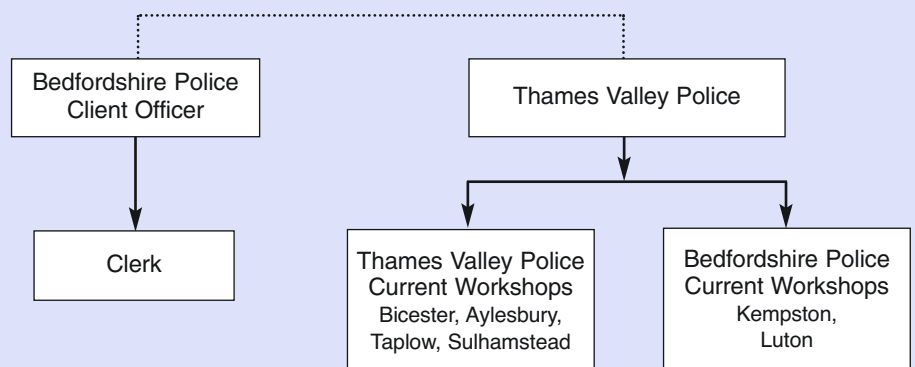 Bedfordshire Police
Client Officer
Thames Valley Police
Clerk
Thames Valley Police
Current Workshops
Bicester, Aylesbury,
Taplow, Sulhamstead
Bedfordshire Police
Current Workshops
Kempston,
Luton